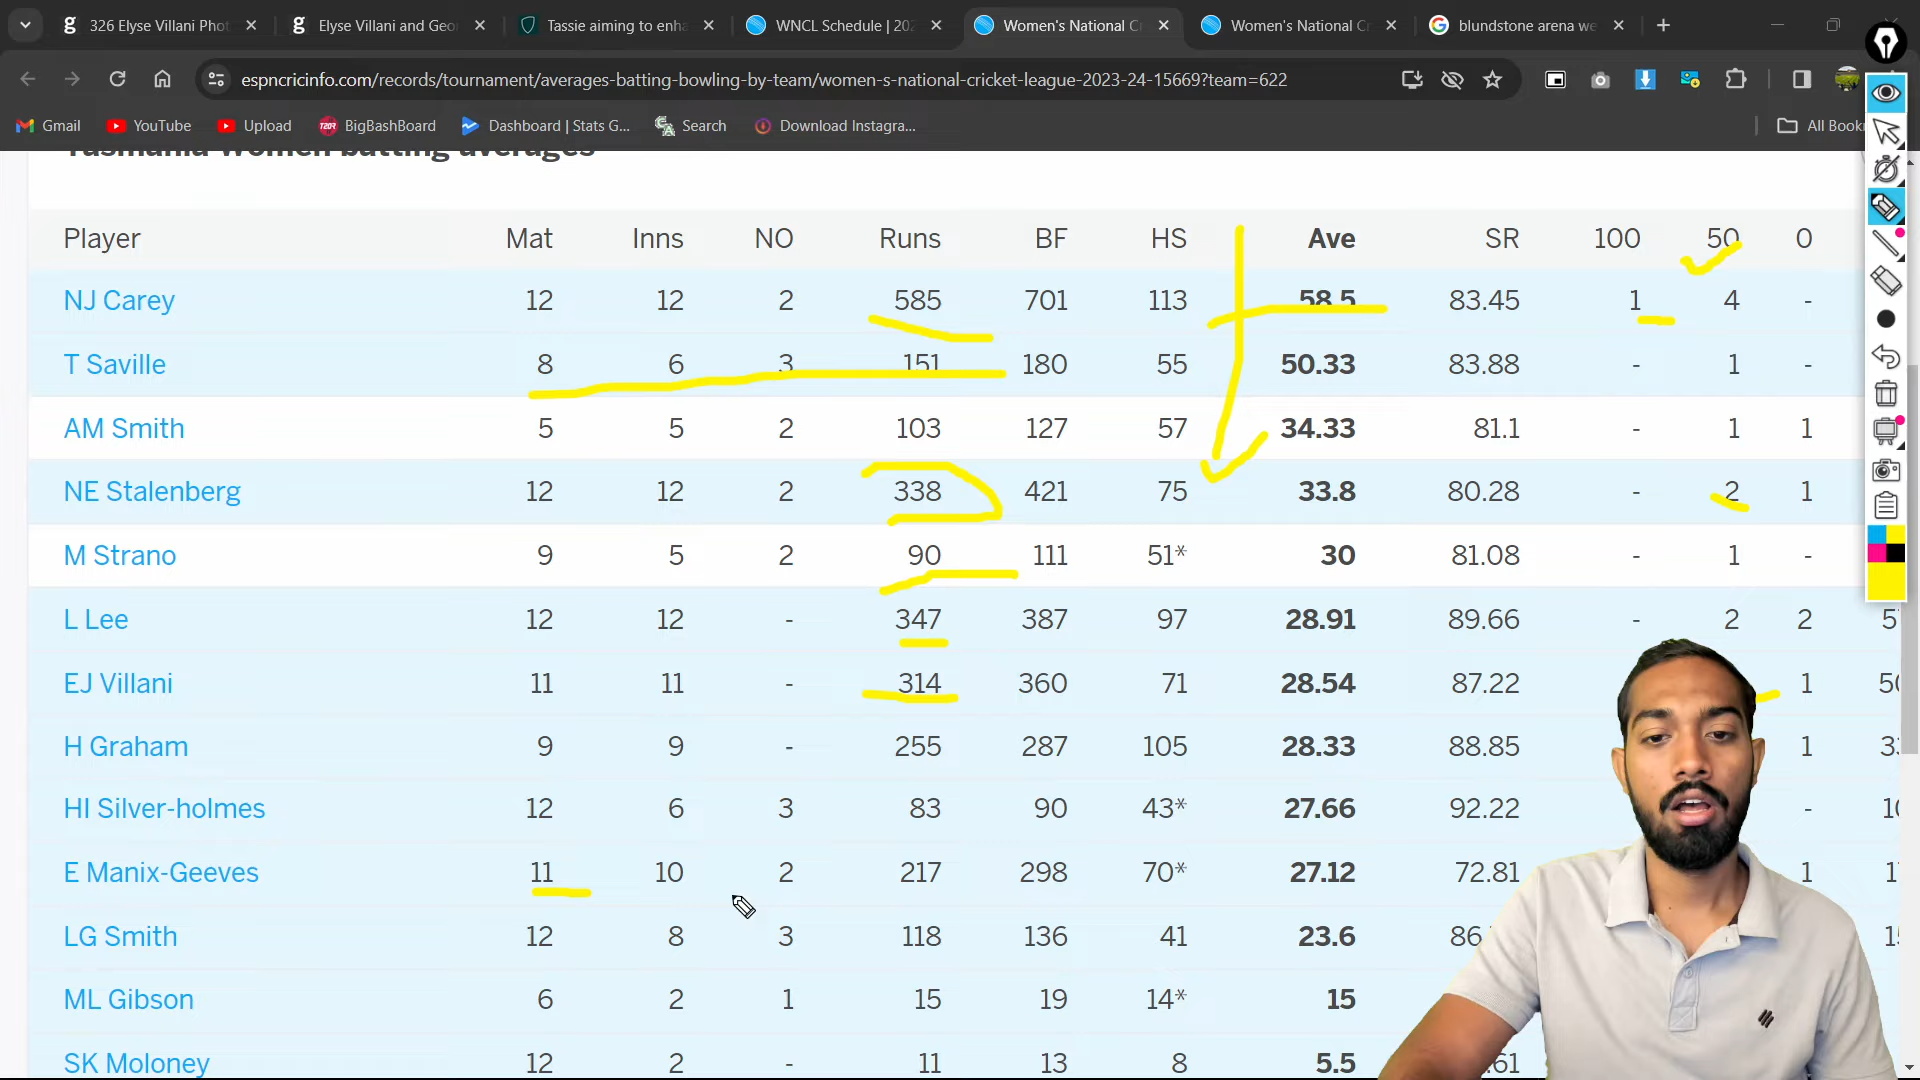 326 Elyse Villani Phot
Elyse Villani and Geo
Tassie aiming to enha
WNCL Schedule | 202
Women's National C
Women's National Cr
blundstone arena we
espncricinfo.com/records/tournament/averages-batting-bowling-by-team/women-s-national-cricket-league-2023-24-15669?team=622
Gmail YouTube Upload BigBashBoard Dashboard | Stats G... Search Download Instagra... All Book
Tasmania Women batting averages
Player Mat Inns NO Runs BF HS Ave SR 100 50 0
NJ Carey 12 12 2 585 701 113 58.5 83.45 1 4 -
T Saville 8 6 3 151 180 55 50.33 83.88 - 1 -
AM Smith 5 5 2 103 127 57 34.33 81.1 - 1 1
NE Stalenberg 12 12 2 338 421 75 33.8 80.28 - 2 1
M Strano 9 5 2 90 111 51* 30 81.08 - 1 -
L Lee 12 12 - 347 387 97 28.91 89.66 - 2 2 5
EJ Villani 11 11 - 314 360 71 28.54 87.22 1 5
H Graham 9 9 - 255 287 105 28.33 88.85 1 3
HI Silver-holmes 12 6 3 83 90 43* 27.66 92.22 - 1
E Manix-Geeves 11 10 2 217 298 70* 27.12 72.81 1 1
LG Smith 12 8 3 118 136 41 23.6 86 1
ML Gibson 6 2 1 15 19 14* 15
SK Moloney 12 2 - 11 13 8 5.5 .61